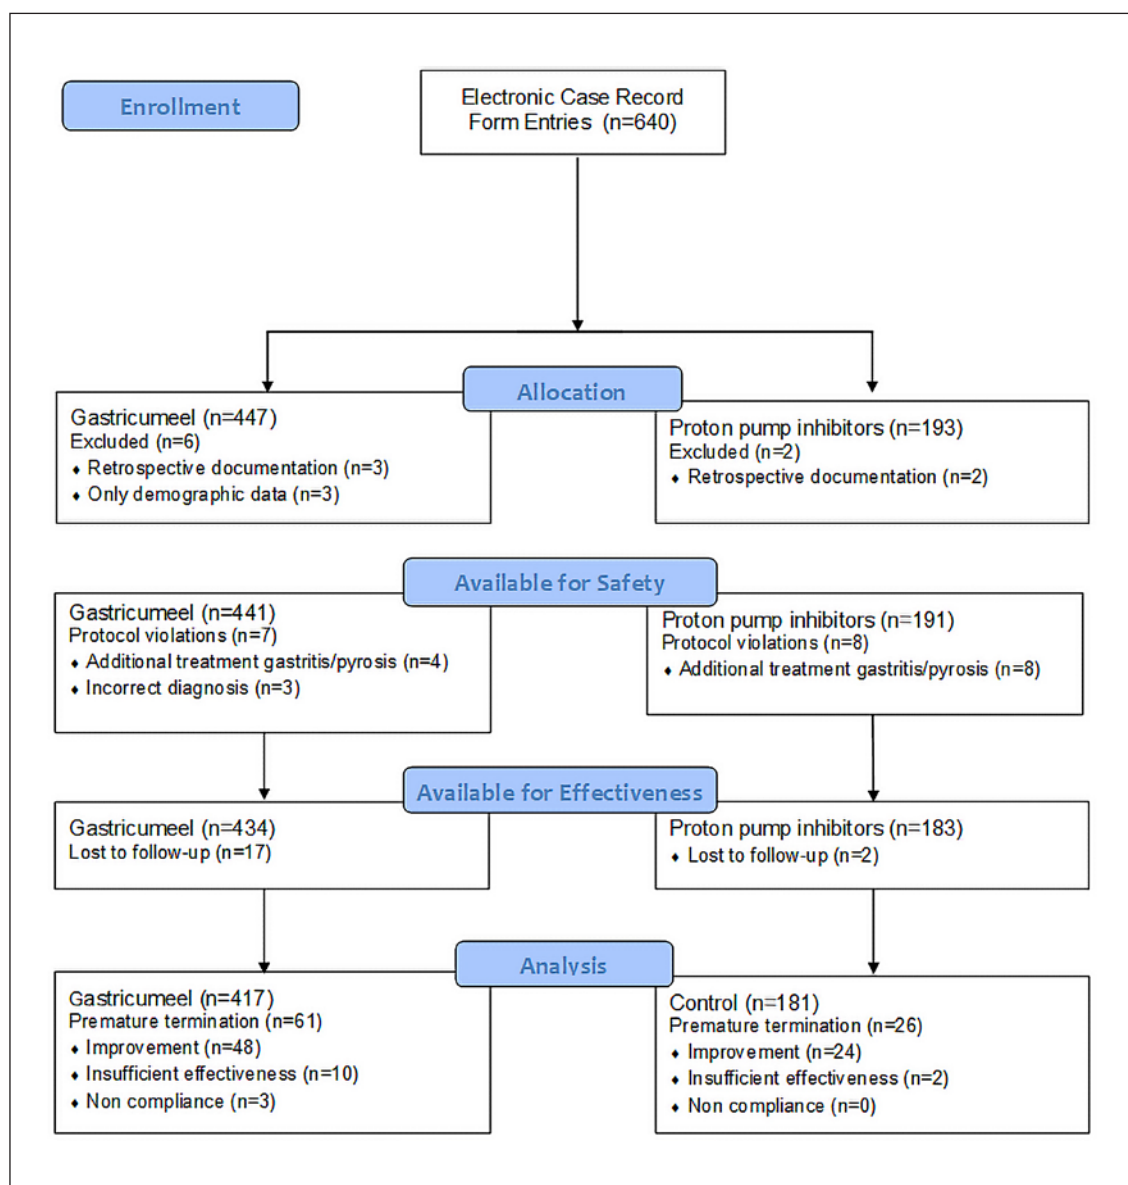 Enrollment
Electronic Case Record
Form Entries (n=640)
Allocation
Gastricumeel (n=447)
Excluded (n=6)
♦ Retrospective documentation (n=3)
♦ Only demographic data (n=3)
Proton pump inhibitors (n=193)
Excluded (n=2)
♦ Retrospective documentation (n=2)
Available for Safety
Gastricumeel (n=441)
Protocol violations (n=7)
♦ Additional treatment gastritis/pyrosis (n=4)
♦ Incorrect diagnosis (n=3)
Proton pump inhibitors (n=191)
Protocol violations (n=8)
♦ Additional treatment gastritis/pyrosis (n=8)
Available for Effectiveness
Gastricumeel (n=434)
Lost to follow-up (n=17)
Proton pump inhibitors (n=183)
♦ Lost to follow-up (n=2)
Analysis
Gastricumeel (n=417)
Premature termination (n=61)
♦ Improvement (n=48)
♦ Insufficient effectiveness (n=10)
♦ Non compliance (n=3)
Control (n=181)
Premature termination (n=26)
♦ Improvement (n=24)
♦ Insufficient effectiveness (n=2)
♦ Non compliance (n=0)